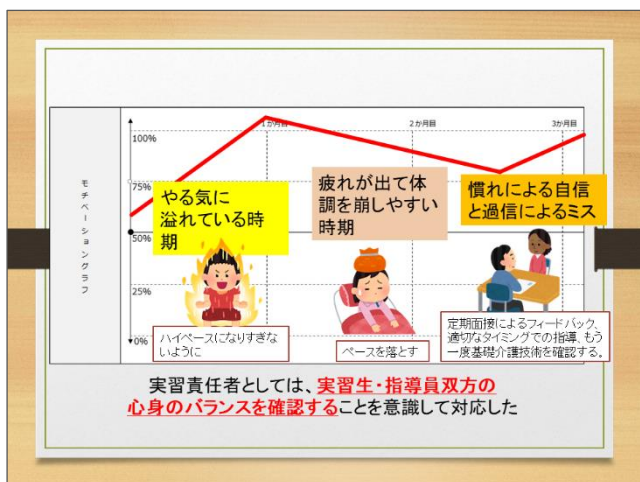 モチベーショングラフ
100%
75%
50%
25%
0%
1か月目
2か月目
3か月目
やる気に
溢れている時
期
疲れが出て体
調を崩しやすい
時期
慣れによる自信
と過信によるミス
ハイペースになりすぎな
いように
ペースを落とす
定期面接によるフィードバック、
適切なタイミングでの指導、もう
一度基礎介護技術を確認する。
実習責任者としては、実習生・指導員双方の
心身のバランスを確認することを意識して対応した